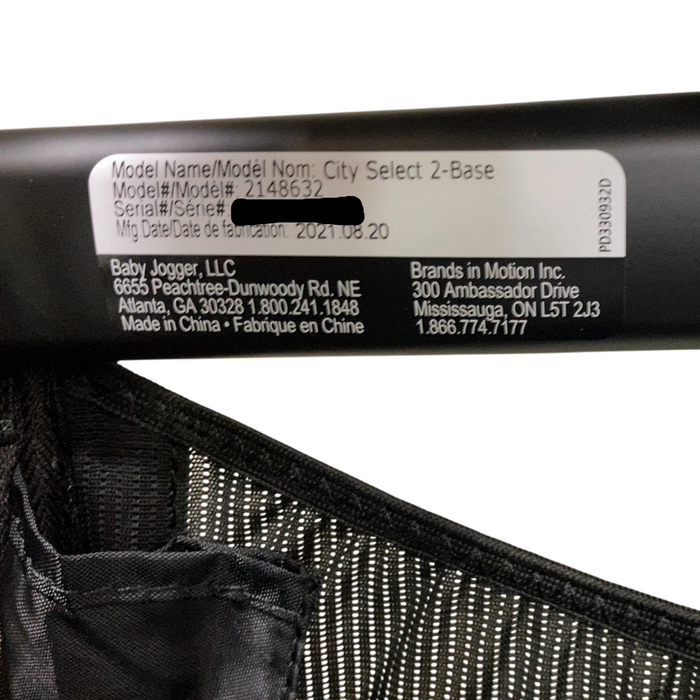 Model Name/Modèl Nom: City Select 2-Base
Model#/Modèl#: 2148632
Serial#/Série#:
Mfg.Date/Date de fabrication: 2021.08.20
PD330932D
Baby Jogger, LLC
6655 Peachtree-Dunwoody Rd. NE
Atlanta, GA 30328 1.800.241.1848
Made in China • Fabrique en Chine
Brands in Motion Inc.
300 Ambassador Drive
Mississauga, ON L5T 2J3
1.866.774.7177